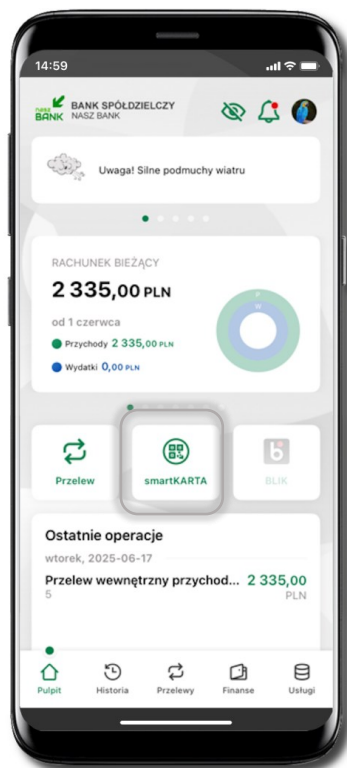 14:59
nasz
BANK
BANK SPÓŁDZIELCZY
NASZ BANK
Uwaga! Silne podmuchy wiatru
RACHUNEK BIEŻĄCY
2 335,00 PLN
od 1 czerwca
Przychody 2 335,00 PLN
Wydatki 0,00 PLN
P
W
Przelew
smartKARTA
BLIK
Ostatnie operacje
wtorek, 2025-06-17
Przelew wewnętrzny przychod... 2 335,00
5
PLN
Pulpit
Historia
Przelewy
Finanse
Usługi